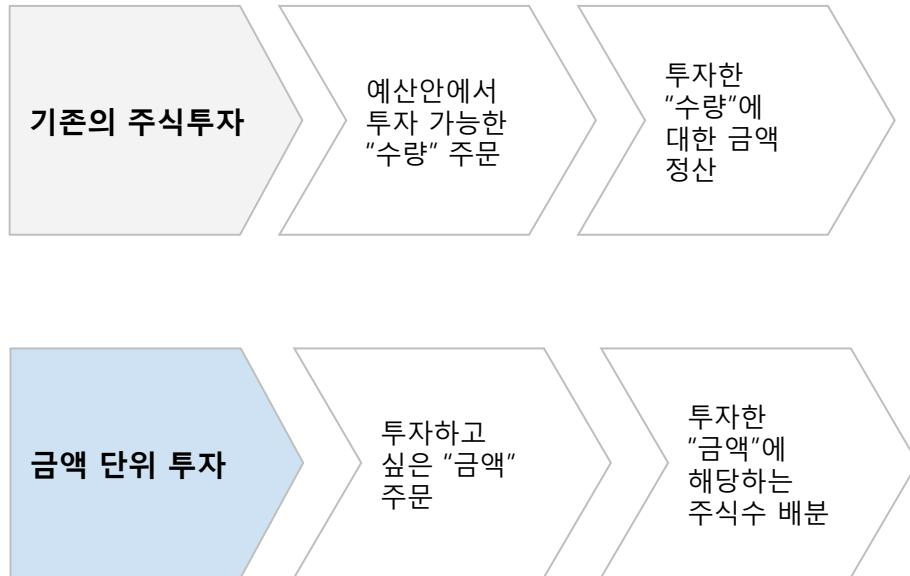 기존의 주식투자
예산안에서
투자 가능한
"수량" 주문
투자한
"수량"에
대한 금액
정산
금액 단위 투자
투자하고
싶은 "금액"
주문
투자한
"금액"에
해당하는
주식수 배분